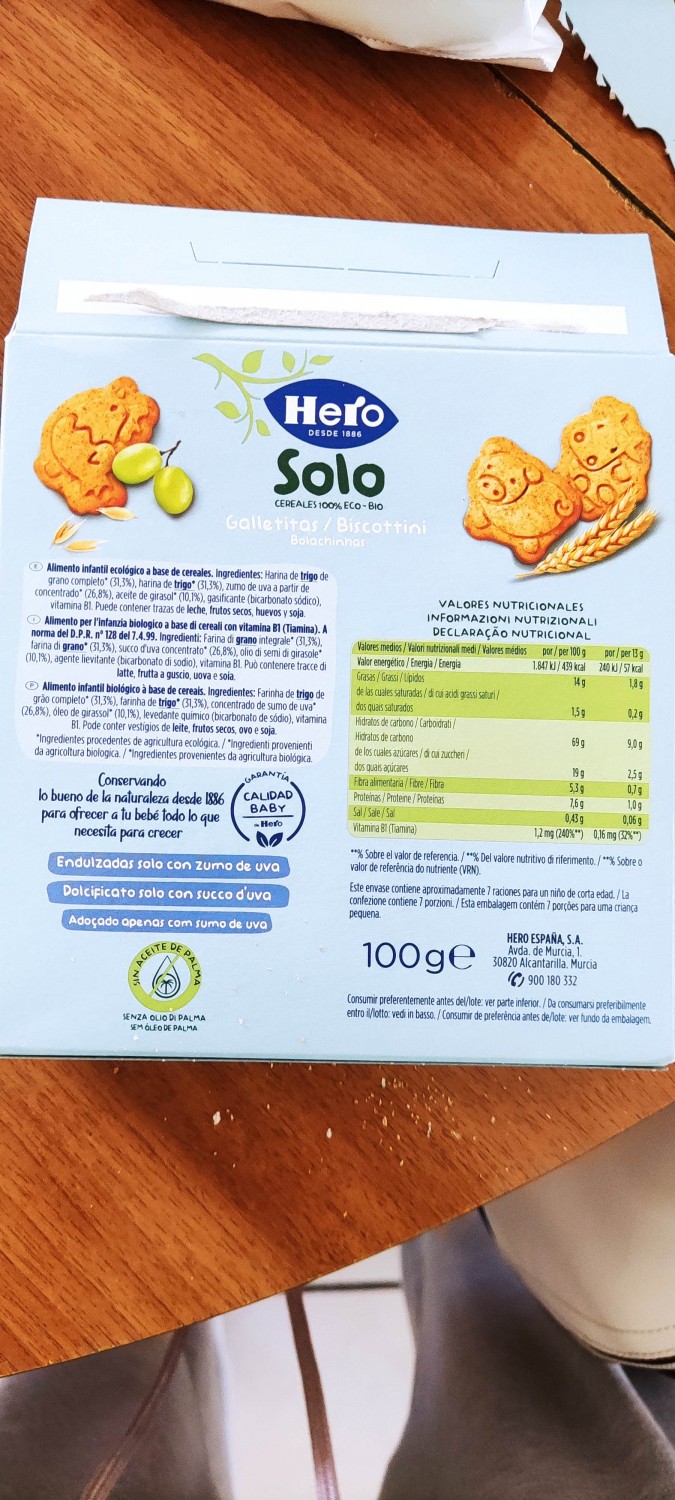 Hero
DESDE 1886
Solo
CEREALES 100% ECO - BIO
Galletitas / Biscottini
Bolachinhas
E Alimento infantil ecológico a base de cereales. Ingredientes: Harina de trigo de
grano completo* (31,3%), harina de trigo* (31,3%), zumo de uva a partir de
concentrado* (26,8%), aceite de girasol* (10,1%), gasificante (bicarbonato sódico),
vitamina B1. Puede contener trazas de leche, frutos secos, huevos y soja.
I Alimento per l'infanzia biologico a base di cereali con vitamina B1 (Tiamina). A
norma del D.P.R. n° 128 del 7.4.99. Ingredienti: Farina di grano integrale* (31,3%),
farina di grano* (31,3%), succo d'uva concentrato* (26,8%), olio di semi di girasole*
(10,1%), agente lievitante (bicarbonato di sodio), vitamina B1. Può contenere tracce di
latte, frutta a guscio, uova e soia.
P Alimento infantil biológico à base de cereais. Ingredientes: Farinha de trigo de
grão completo* (31,3%), farinha de trigo* (31,3%), concentrado de sumo de uva*
(26,8%), óleo de girassol* (10,1%), levedante químico (bicarbonato de sódio), vitamina
B1. Pode conter vestígios de leite, frutos secos, ovo e soja.
*Ingredientes procedentes de agricultura ecológica. / *Ingredienti provenienti
da agricoltura biologica. / *Ingredientes provenientes da agricultura biológica.
Conservando
lo bueno de la naturaleza desde 1886
para ofrecer a tu bebé todo lo que
necesita para crecer
GARANTÍA
CALIDAD
BABY
Hero
Endulzadas solo con zumo de uva
Dolcificato solo con succo d'uva
Adoçado apenas com sumo de uva
SIN ACEITE DE PALMA
SENZA OLIO DI PALMA
SEM ÓLEO DE PALMA
VALORES NUTRICIONALES
INFORMAZIONI NUTRIZIONALI
DECLARAÇÃO NUTRICIONAL
Valores medios / Valori nutrizionali medi / Valores médios por / per 100 g por / per 13 g
Valor energético / Energia / Energia 1.847 kJ / 439 kcal 240 kJ / 57 kcal
Grasas / Grassi / Lípidos 14 g 1,8 g
de las cuales saturadas / di cui acidi grassi saturi /
dos quais saturados 1,5 g 0,2 g
Hidratos de carbono / Carboidrati /
Hidratos de carbono 69 g 9,0 g
de los cuales azúcares / di cui zuccheri /
dos quais açúcares 19 g 2,5 g
Fibra alimentaria / Fibre / Fibra 5,3 g 0,7 g
Proteínas / Proteine / Proteínas 7,6 g 1,0 g
Sal / Sale / Sal 0,43 g 0,06 g
Vitamina B1 (Tiamina) 1,2 mg (240%**) 0,16 mg (32%**)
**% Sobre el valor de referencia. / **% Del valore nutritivo di riferimento. / **% Sobre o
valor de referência do nutriente (VRN).
Este envase contiene aproximadamente 7 raciones para un niño de corta edad. / La
confezione contiene 7 porzioni. / Esta embalagem contém 7 porções para uma criança
pequena.
100g e
HERO ESPAÑA, S.A.
Avda. de Murcia, 1.
30820 Alcantarilla. Murcia
900 180 332
Consumir preferentemente antes del/lote: ver parte inferior. / Da consumarsi preferibilmente
entro il/lotto: vedi in basso. / Consumir de preferência antes de/lote: ver fundo da embalagem.